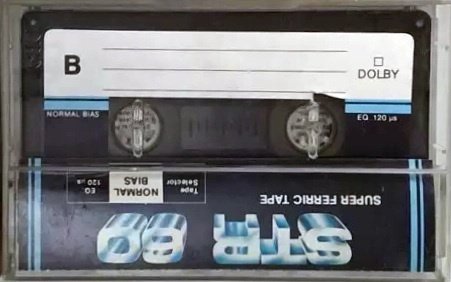 B
DOLBY
NORMAL BIAS
EQ 120 µs
SUPER FERRIC TAPE
Tape
Selector
NORMAL
BIAS
EQ
120 µs
STR 60